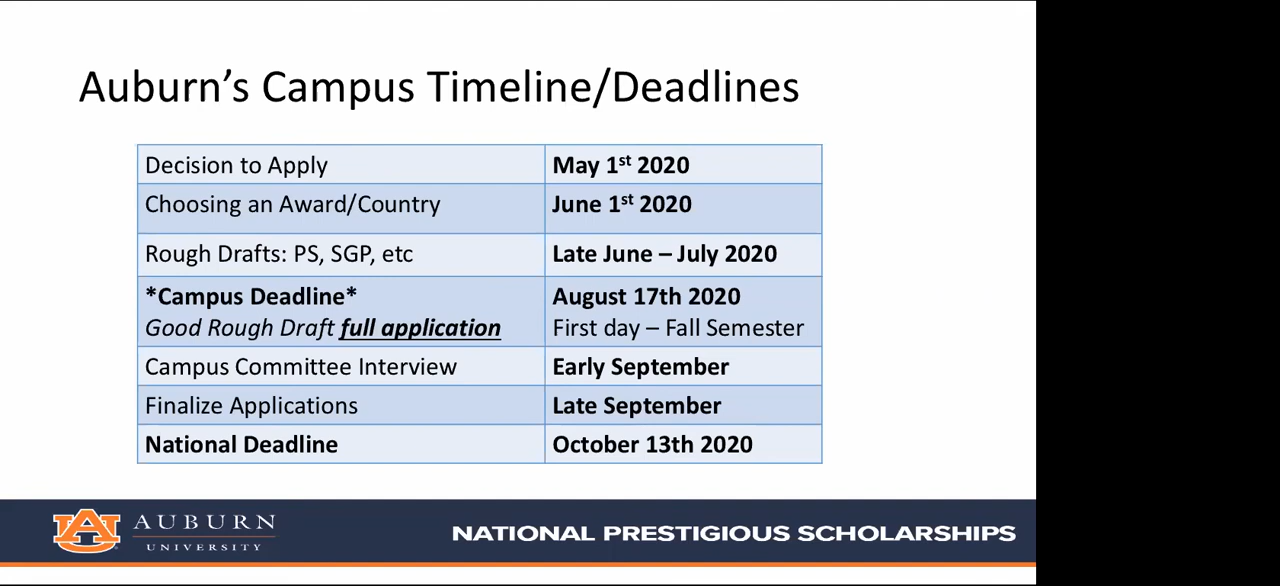 Auburn’s Campus Timeline/Deadlines
Decision to Apply May 1st 2020
Choosing an Award/Country June 1st 2020
Rough Drafts: PS, SGP, etc Late June – July 2020
*Campus Deadline* August 17th 2020
Good Rough Draft full application First day – Fall Semester
Campus Committee Interview Early September
Finalize Applications Late September
National Deadline October 13th 2020
AU AUBURN
UNIVERSITY
NATIONAL PRESTIGIOUS SCHOLARSHIPS